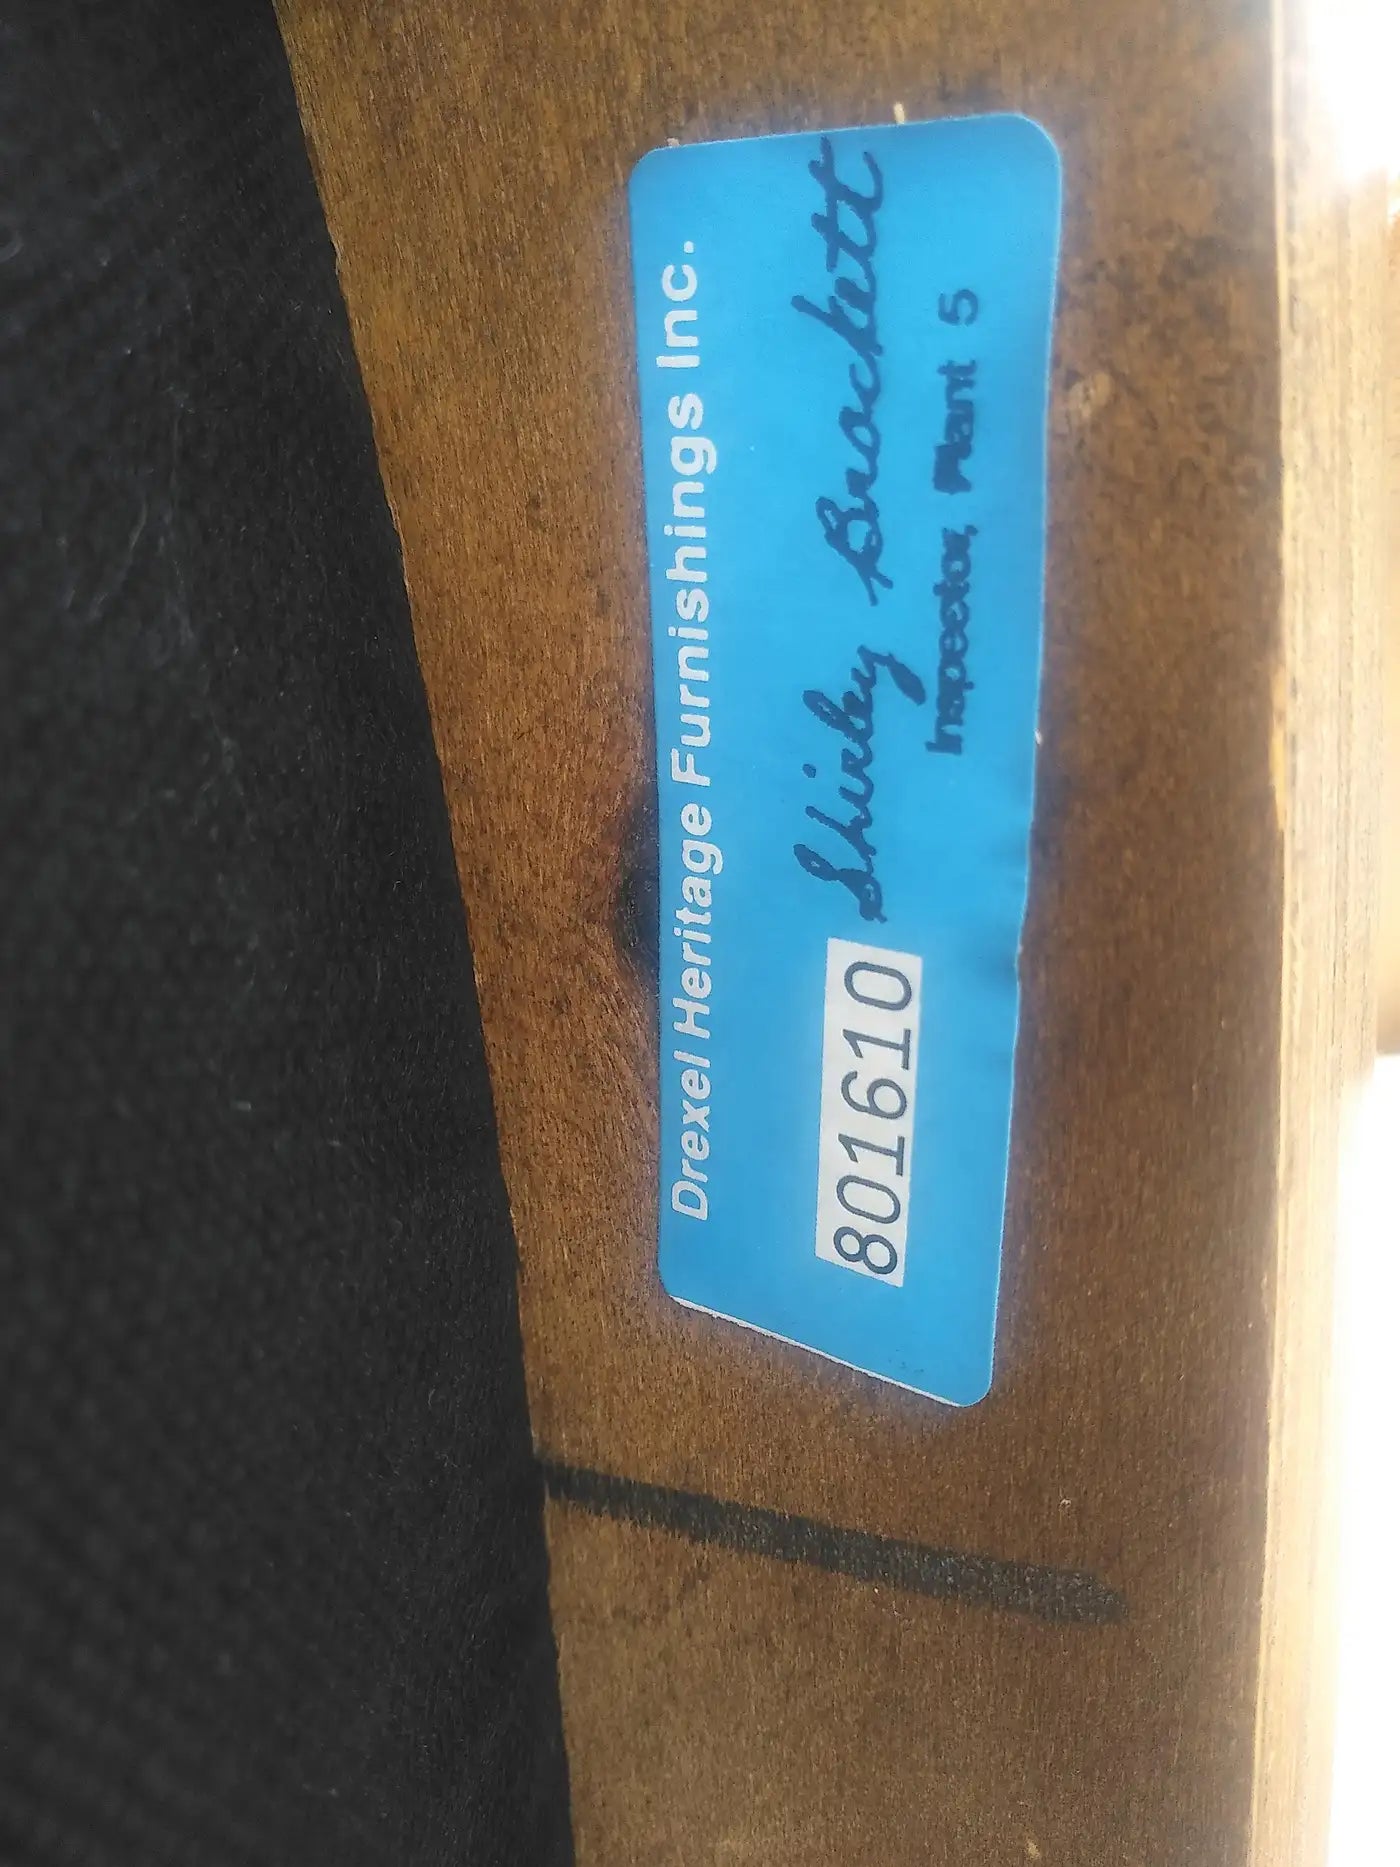 Drexel Heritage Furnishings Inc.
801610 Shirley Brackett
Inspector, Plant 5